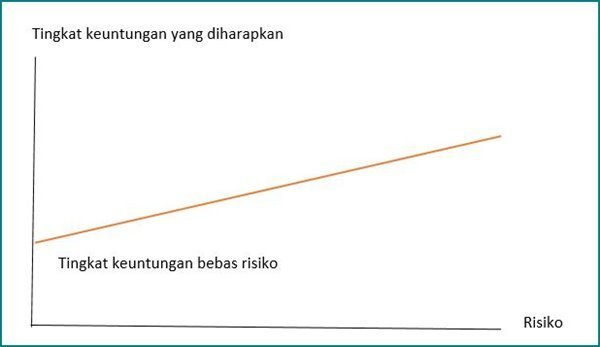 Tingkat keuntungan yang diharapkan
Tingkat keuntungan bebas risiko
Risiko